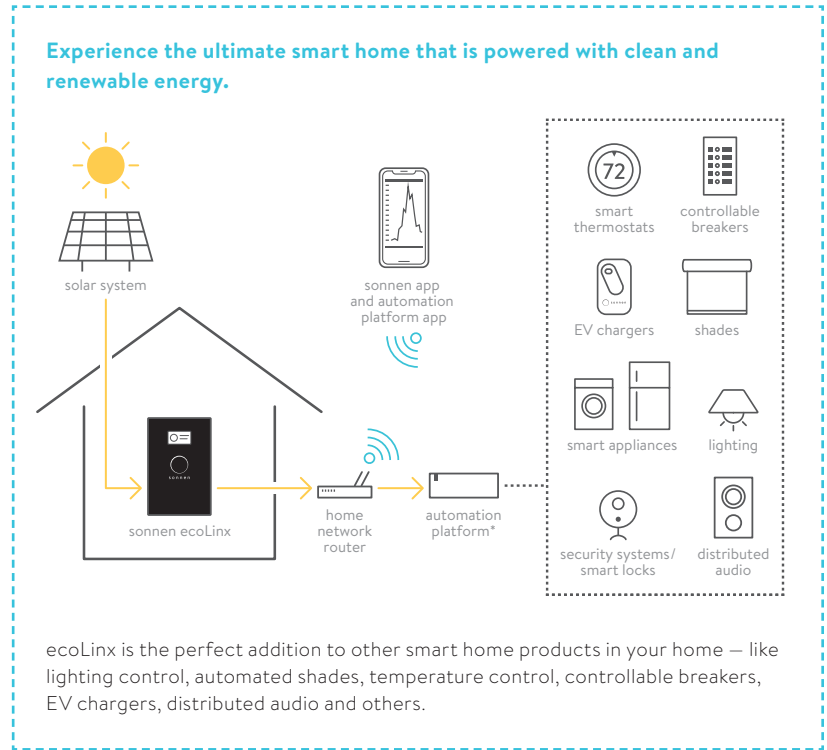 Experience the ultimate smart home that is powered with clean and
renewable energy.
solar system
sonnen app
and automation
platform app
72
smart
thermostats
controllable
breakers
EV chargers
shades
smart appliances
lighting
security systems/
smart locks
distributed
audio
sonnen
sonnen ecoLinx
home
network
router
automation
platform*
ecoLinx is the perfect addition to other smart home products in your home — like
lighting control, automated shades, temperature control, controllable breakers,
EV chargers, distributed audio and others.